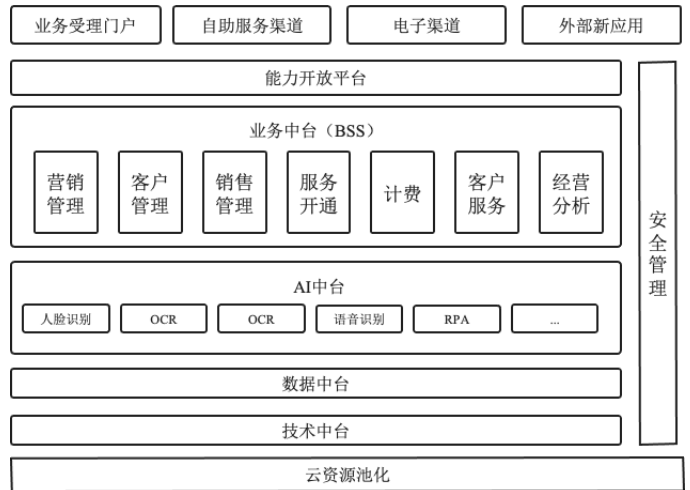 业务受理门户
自助服务渠道
电子渠道
外部新应用
能力开放平台
业务中台（BSS）
营销
管理
客户
管理
销售
管理
服务
开通
计费
客户
服务
经营
分析
安
全
管
理
AI中台
人脸识别
OCR
OCR
语音识别
RPA
...
数据中台
技术中台
云资源池化